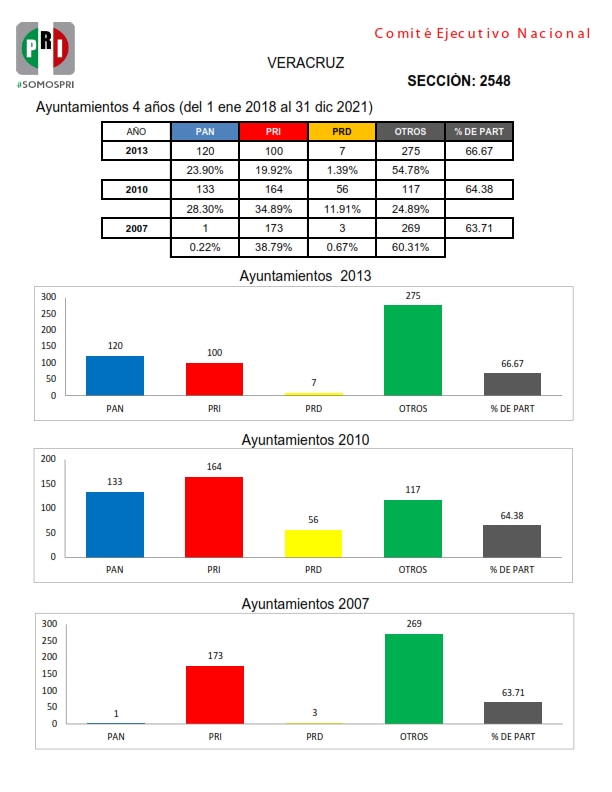 Comité Ejecutivo Nacional
PRI
#SOMOSPRI
VERACRUZ
SECCIÓN: 2548
Ayuntamientos 4 años (del 1 ene 2018 al 31 dic 2021)
AÑO PAN PRI PRD OTROS % DE PART
2013 120 100 7 275 66.67
23.90% 19.92% 1.39% 54.78%
2010 133 164 56 117 64.38
28.30% 34.89% 11.91% 24.89%
2007 1 173 3 269 63.71
0.22% 38.79% 0.67% 60.31%
Ayuntamientos 2013
300
250
200
150
100
50
0
120
100
7
275
66.67
PAN PRI PRD OTROS % DE PART
Ayuntamientos 2010
200
150
100
50
0
133
164
56
117
64.38
PAN PRI PRD OTROS % DE PART
Ayuntamientos 2007
300
250
200
150
100
50
0
1
173
3
269
63.71
PAN PRI PRD OTROS % DE PART